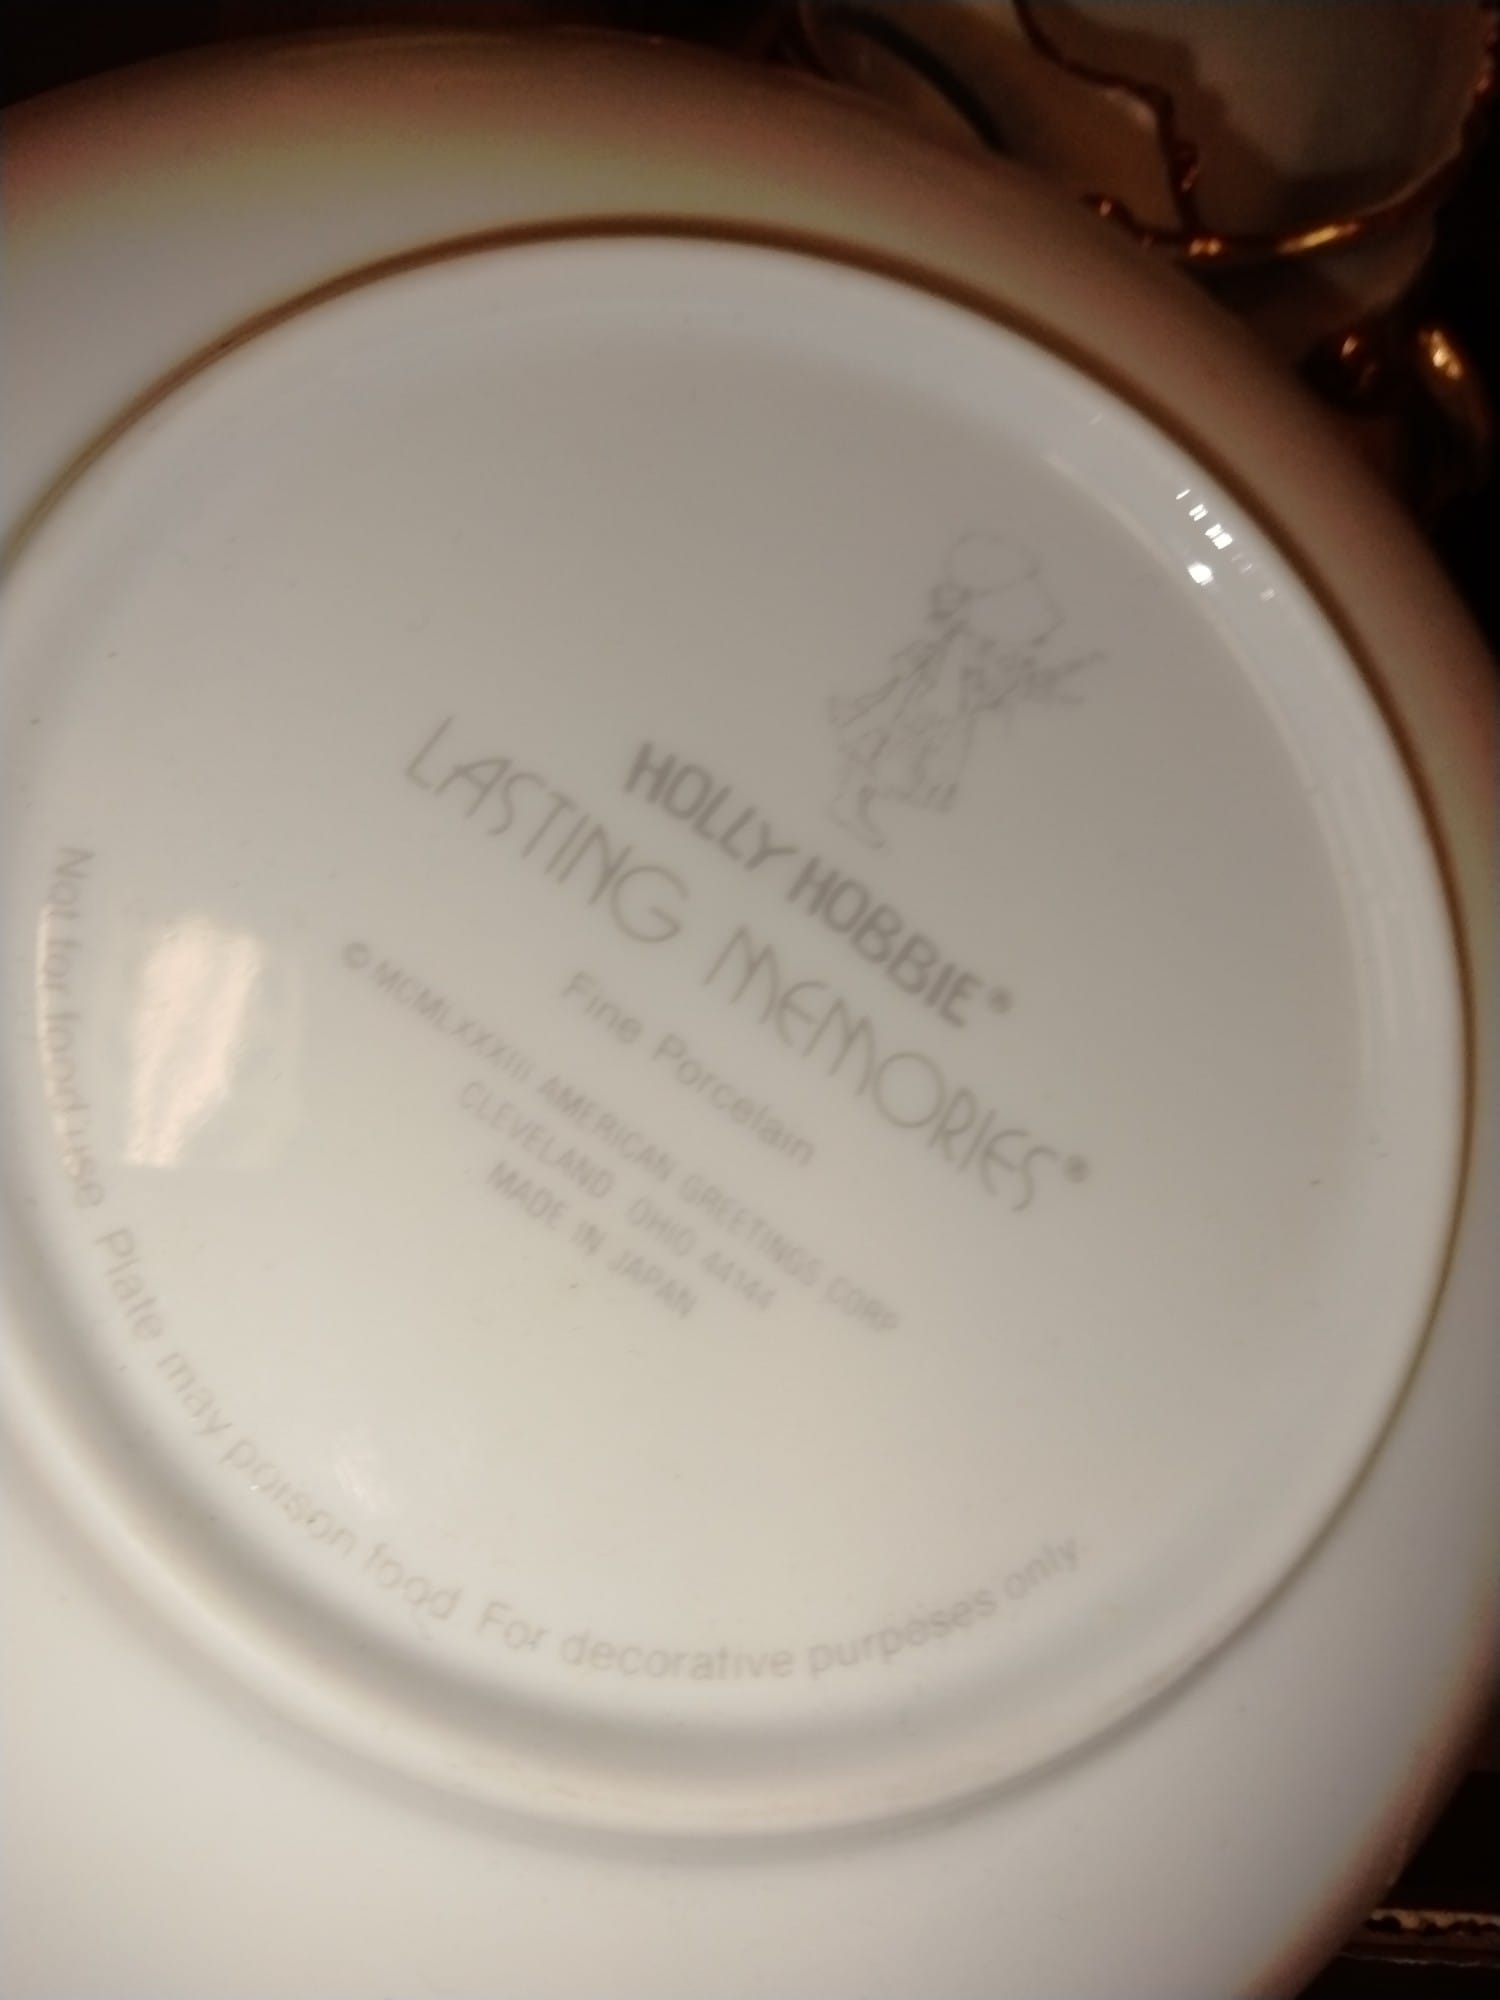 HOLLY HOBBIE®
LASTING MEMORIES®
Fine Porcelain
© MCMLXXXIII AMERICAN GREETINGS CORP
CLEVELAND OHIO 44144
MADE IN JAPAN
Not for food use. Plate may poison food. For decorative purposes only.